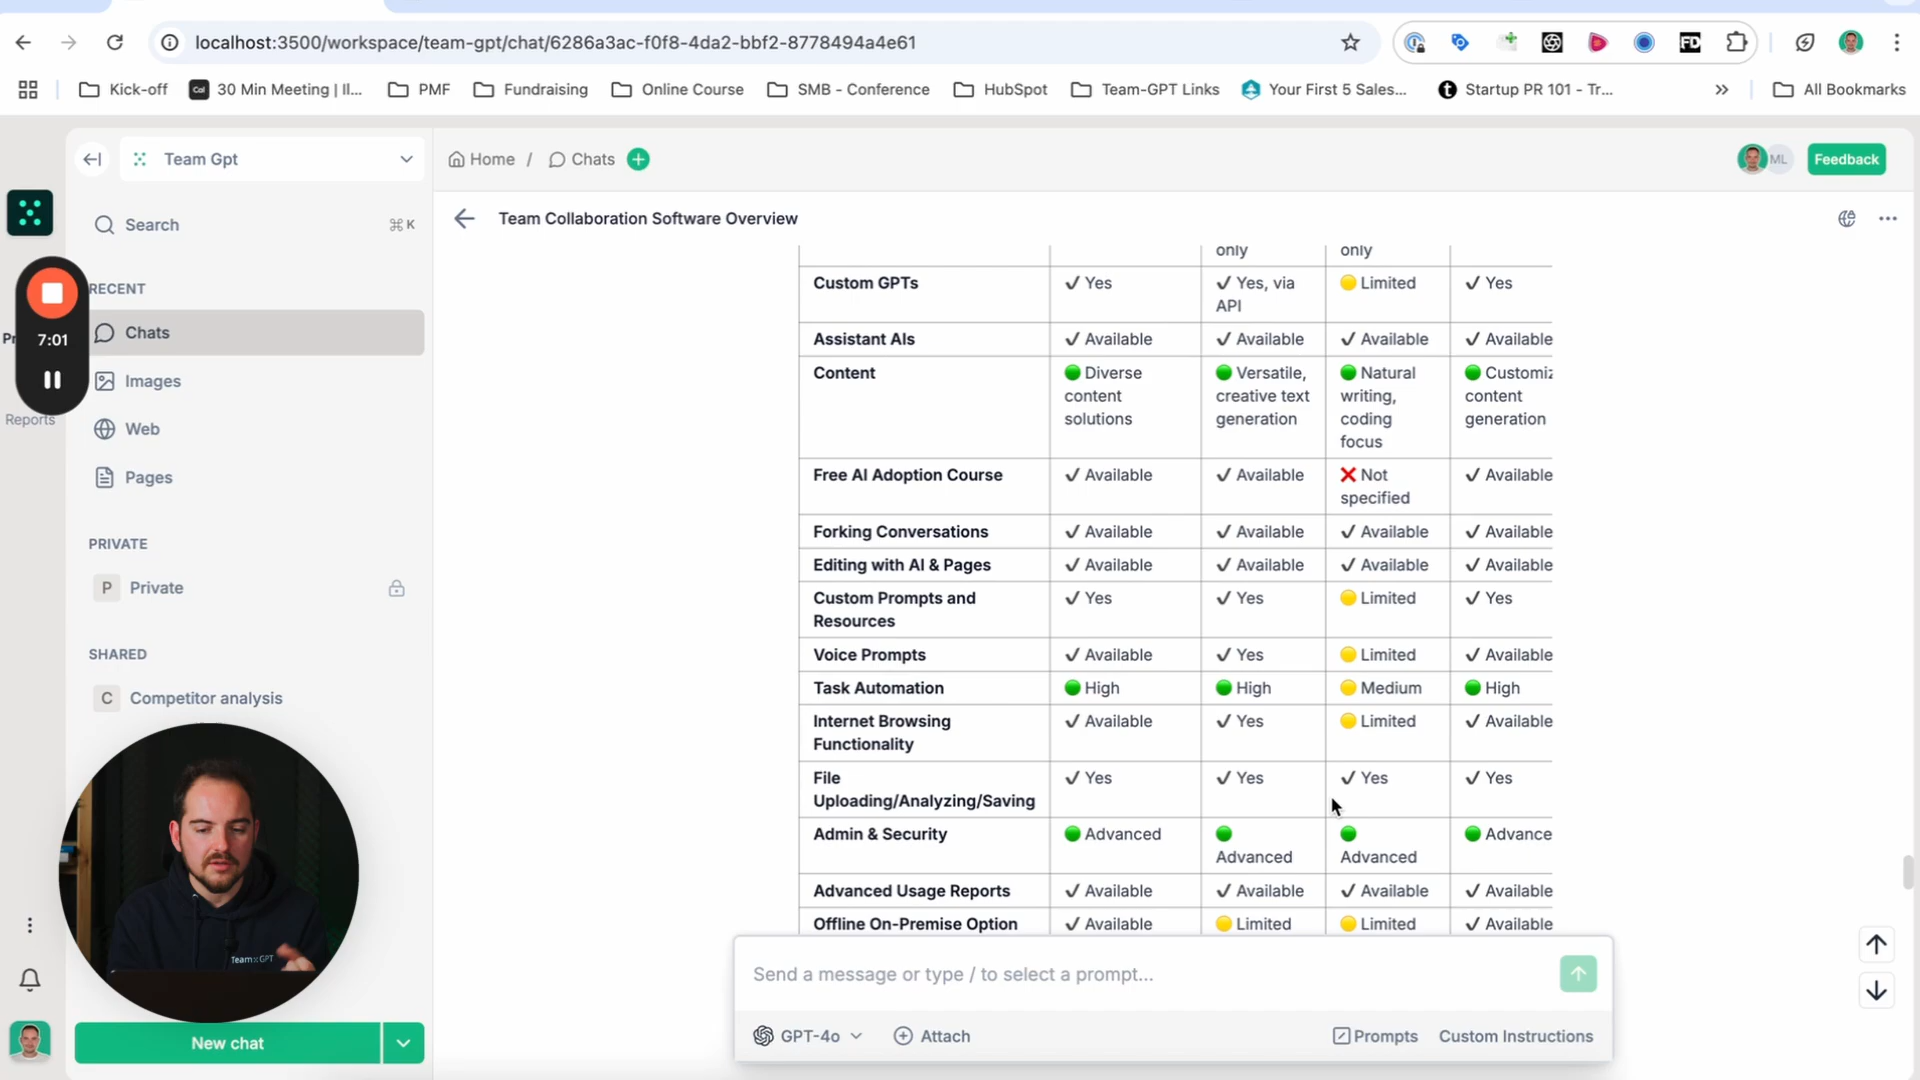 localhost:3500/workspace/team-gpt/chat/6286a3ac-f0f8-4da2-bbf2-8778494a4e61
Kick-off
Cal 30 Min Meeting | Il...
PMF
Fundraising
Online Course
SMB - Conference
HubSpot
Team-GPT Links
Your First 5 Sales...
t Startup PR 101 - Tr...
»
All Bookmarks
FD
Team Gpt
Search ⌘K
RECENT
Chats
Images
Web
Pages
PRIVATE
P Private
SHARED
C Competitor analysis
7:01
Pr
Reports
TeamGPT
New chat
Home / Chats
ML
Feedback
Team Collaboration Software Overview
only only
Custom GPTs ✓ Yes ✓ Yes, via 🟡 Limited ✓ Yes
API
Assistant AIs ✓ Available ✓ Available ✓ Available ✓ Available
Content 🟢 Diverse 🟢 Versatile, 🟢 Natural 🟢 Customiz
content creative text writing, content
solutions generation coding generation
focus
Free AI Adoption Course ✓ Available ✓ Available ❌ Not ✓ Available
specified
Forking Conversations ✓ Available ✓ Available ✓ Available ✓ Available
Editing with AI & Pages ✓ Available ✓ Available ✓ Available ✓ Available
Custom Prompts and ✓ Yes ✓ Yes 🟡 Limited ✓ Yes
Resources
Voice Prompts ✓ Available ✓ Yes 🟡 Limited ✓ Available
Task Automation 🟢 High 🟢 High 🟡 Medium 🟢 High
Internet Browsing ✓ Available ✓ Yes 🟡 Limited ✓ Available
Functionality
File ✓ Yes ✓ Yes ✓ Yes ✓ Yes
Uploading/Analyzing/Saving
Admin & Security 🟢 Advanced 🟢 🟢 🟢 Advance
Advanced Advanced
Advanced Usage Reports ✓ Available ✓ Available ✓ Available ✓ Available
Offline On-Premise Option ✓ Available 🟡 Limited 🟡 Limited ✓ Available
Send a message or type / to select a prompt...
GPT-4o
Attach
Prompts
Custom Instructions